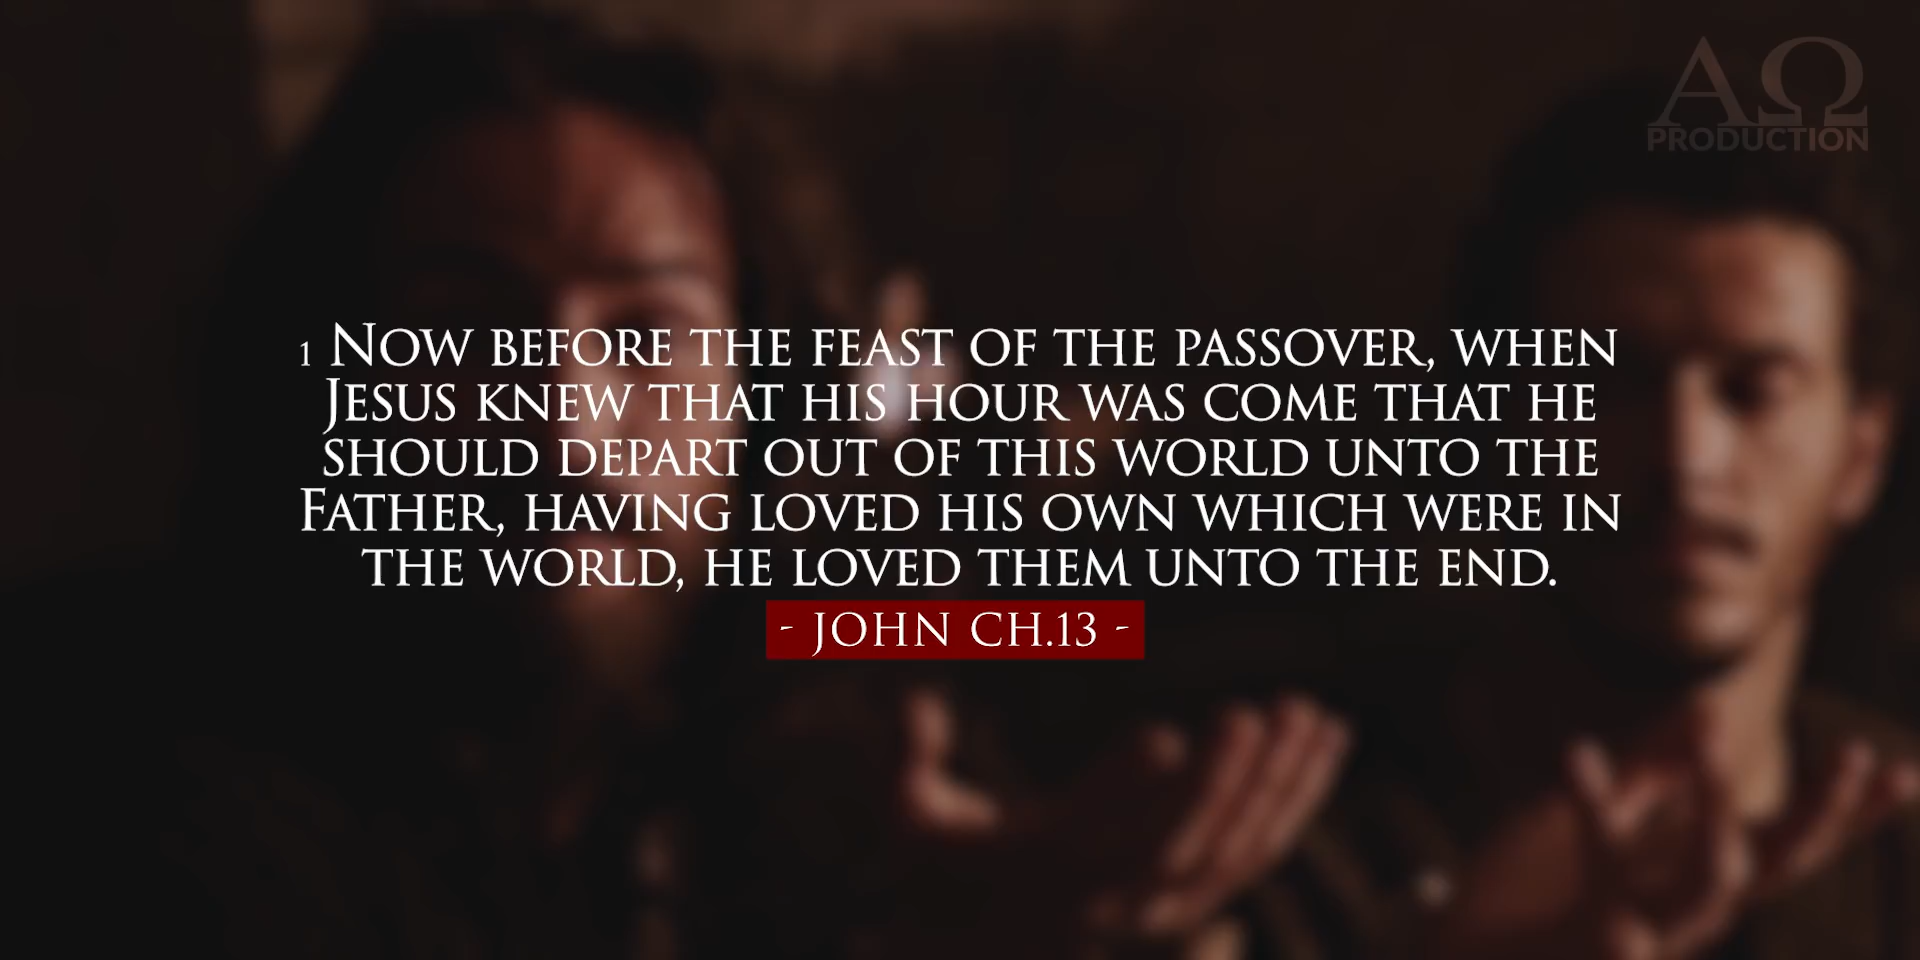 ΑΩ
PRODUCTION
1 Now before the feast of the passover, when
Jesus knew that his hour was come that he
should depart out of this world unto the
Father, having loved his own which were in
the world, he loved them unto the end.
- JOHN CH.13 -